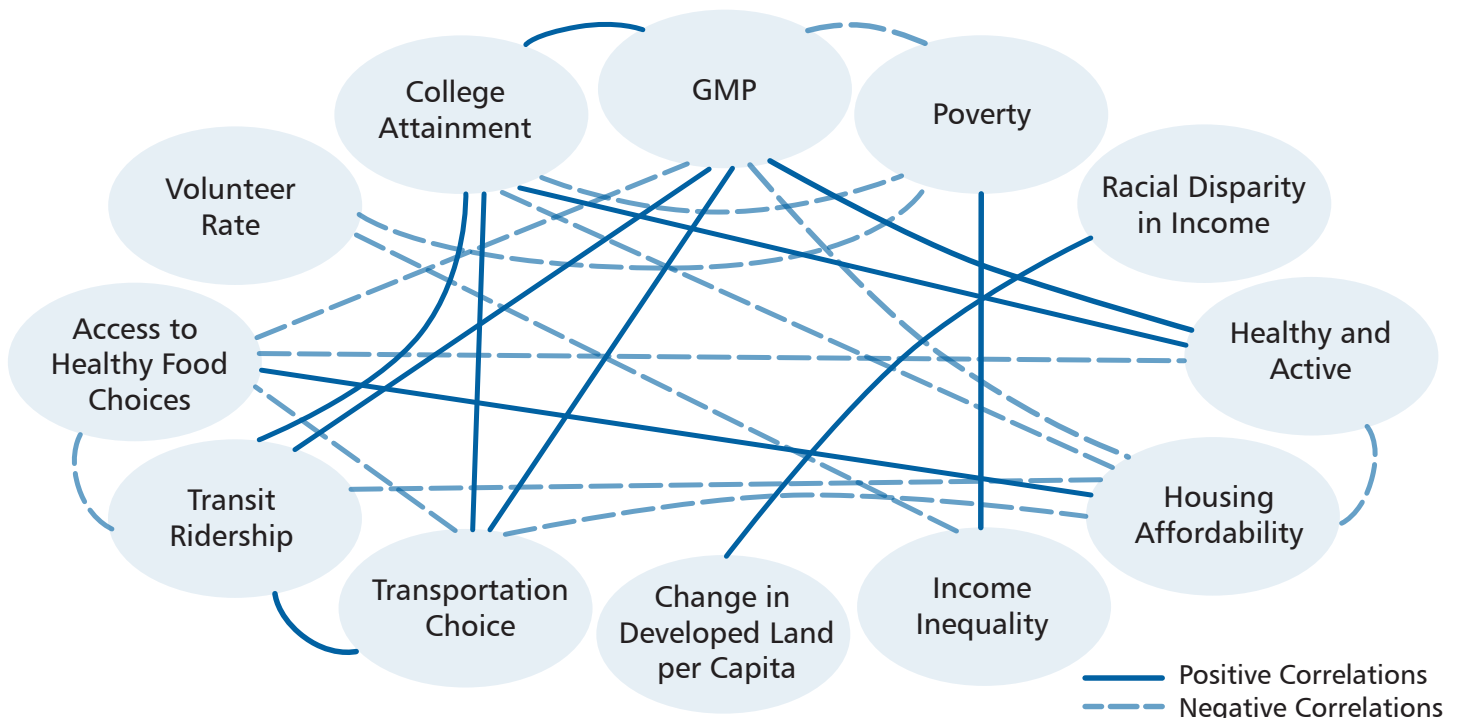 College
Attainment
GMP
Poverty
Volunteer
Rate
Racial Disparity
in Income
Access to
Healthy Food
Choices
Healthy and
Active
Transit
Ridership
Housing
Affordability
Transportation
Choice
Change in
Developed Land
per Capita
Income
Inequality
Positive Correlations
Negative Correlations